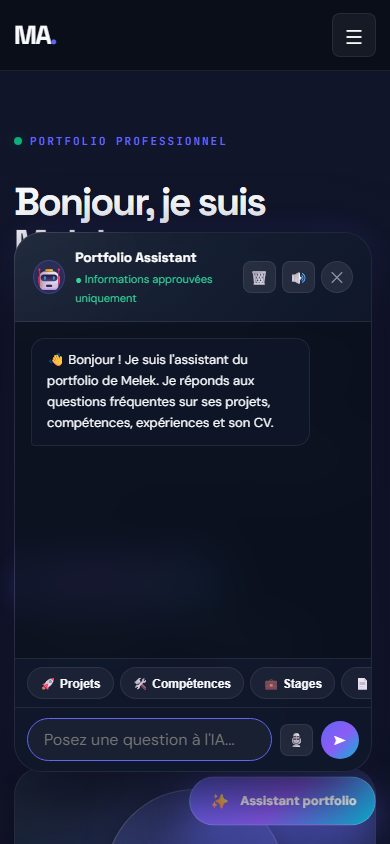 MA.
PORTFOLIO PROFESSIONNEL
Bonjour, je suis
Portfolio Assistant
● Informations approuvées
uniquement
👋 Bonjour ! Je suis l'assistant du
portfolio de Melek. Je réponds aux
questions fréquentes sur ses projets,
compétences, expériences et son CV.
🚀 Projets
🛠 Compétences
💼 Stages
Posez une question à l'IA...
✨ Assistant portfolio